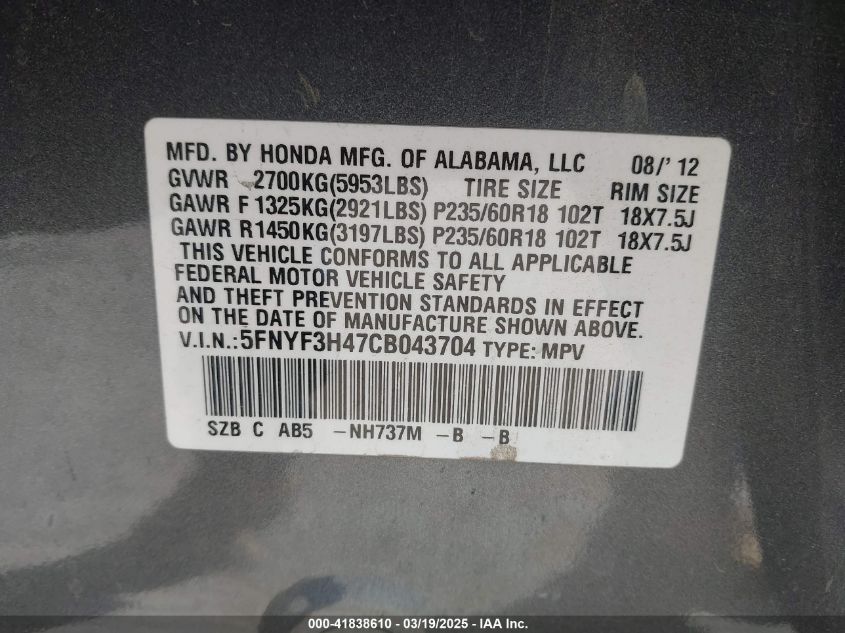 MFD. BY HONDA MFG. OF ALABAMA, LLC 08/'12
GVWR 2700KG(5953LBS) TIRE SIZE RIM SIZE
GAWR F 1325KG(2921LBS) P235/60R18 102T 18X7.5J
GAWR R1450KG(3197LBS) P235/60R18 102T 18X7.5J
THIS VEHICLE CONFORMS TO ALL APPLICABLE
FEDERAL MOTOR VEHICLE SAFETY
AND THEFT PREVENTION STANDARDS IN EFFECT
ON THE DATE OF MANUFACTURE SHOWN ABOVE.
V.I.N.:5FNYF3H47CB043704 TYPE: MPV
SZB C AB5 -NH737M -B -B
000-41838610 - 03/19/2025 - © IAA Inc.